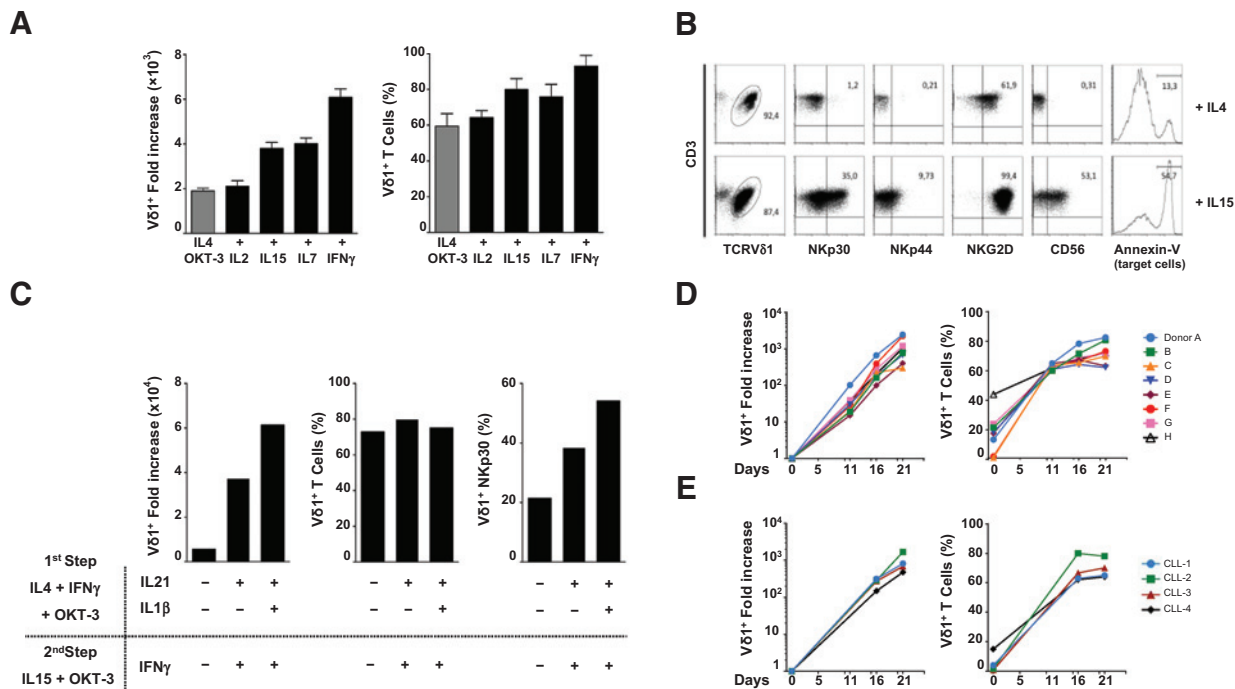 A
Vδ1⁺ Fold increase (×10³)
8
6
4
2
0
IL4 + + + +
OKT-3 IL2 IL15 IL7 IFNγ
Vδ1⁺ T Cells (%)
100
80
60
40
20
0
IL4 + + + +
OKT-3 IL2 IL15 IL7 IFNγ
B
CD3
92,4
1,2
0,21
61,9
0,31
13,3
+ IL4
87,4
35,0
9,73
99,4
53,1
54,7
+ IL15
TCRVδ1 NKp30 NKp44 NKG2D CD56 Annexin-V
(target cells)
C
Vδ1⁺ Fold increase (x10⁴)
8
6
4
2
0
Vδ1⁺ T Cells (%)
100
80
60
40
20
0
Vδ1⁺ NKp30 (%)
60
40
20
0
1st Step
IL4 + IFNγ
+ OKT-3
– + + IL21 – + + – + +
– – + IL1β – – + – – +
2nd Step
IL15 + OKT-3
– + + IFNγ – + + – + +
D
Vδ1⁺ Fold increase
10⁴
10³
10²
10
1
Days 0 5 11 16 21
Vδ1⁺ T Cells (%)
100
80
60
40
20
0
Days 0 5 11 16 21
Donor A
B
C
D
E
F
G
H
E
Vδ1⁺ Fold increase
10⁴
10³
10²
10¹
1
Days 0 5 11 16 21
Vδ1⁺ T Cells (%)
100
80
60
40
20
0
Days 0 5 11 16 21
CLL-1
CLL-2
CLL-3
CLL-4